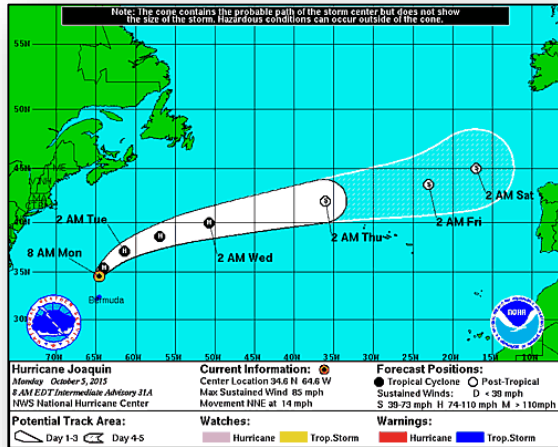 Note: The cone contains the probable path of the storm center but does not show
the size of the storm. Hazardous conditions can occur outside of the cone.
55N
50N
45N
2 AM Sat
2 AM Tue
2 AM Fri
2 AM Thu
8 AM Mon
2 AM Wed
35N
Bermuda
30N
NOAA
70W 65W 60W 55W 50W 45W 40W 35W 30W 25W 20W 15W 10W
Hurricane Joaquin
Monday October 5, 2015
8 AM EDT Intermediate Advisory 31A
NWS National Hurricane Center
Current Information:
Center Location 34.6 N 64.6 W
Max Sustained Wind 85 mph
Movement NNE at 14 mph
Forecast Positions:
Tropical Cyclone Post-Tropical
Sustained Winds: D < 39 mph
S 39-73 mph H 74-110 mph M > 110mph
Potential Track Area:
Day 1-3 Day 4-5
Watches:
Hurricane Trop.Storm
Warnings:
Hurricane Trop.Storm